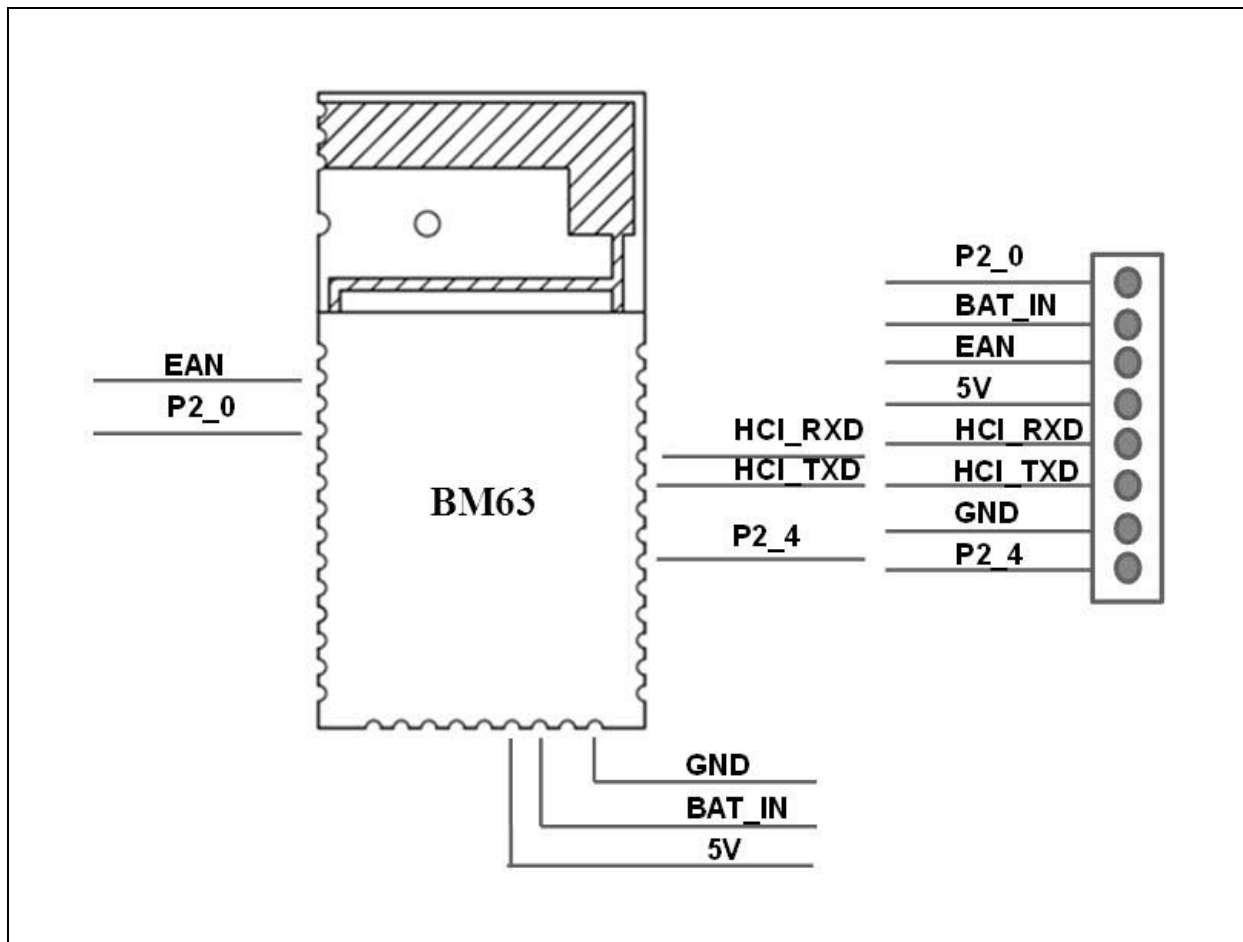 EAN
P2_0
BM63
HCI_RXD
HCI_TXD
P2_4
GND
BAT_IN
5V
P2_0
BAT_IN
EAN
5V
HCI_RXD
HCI_TXD
GND
P2_4